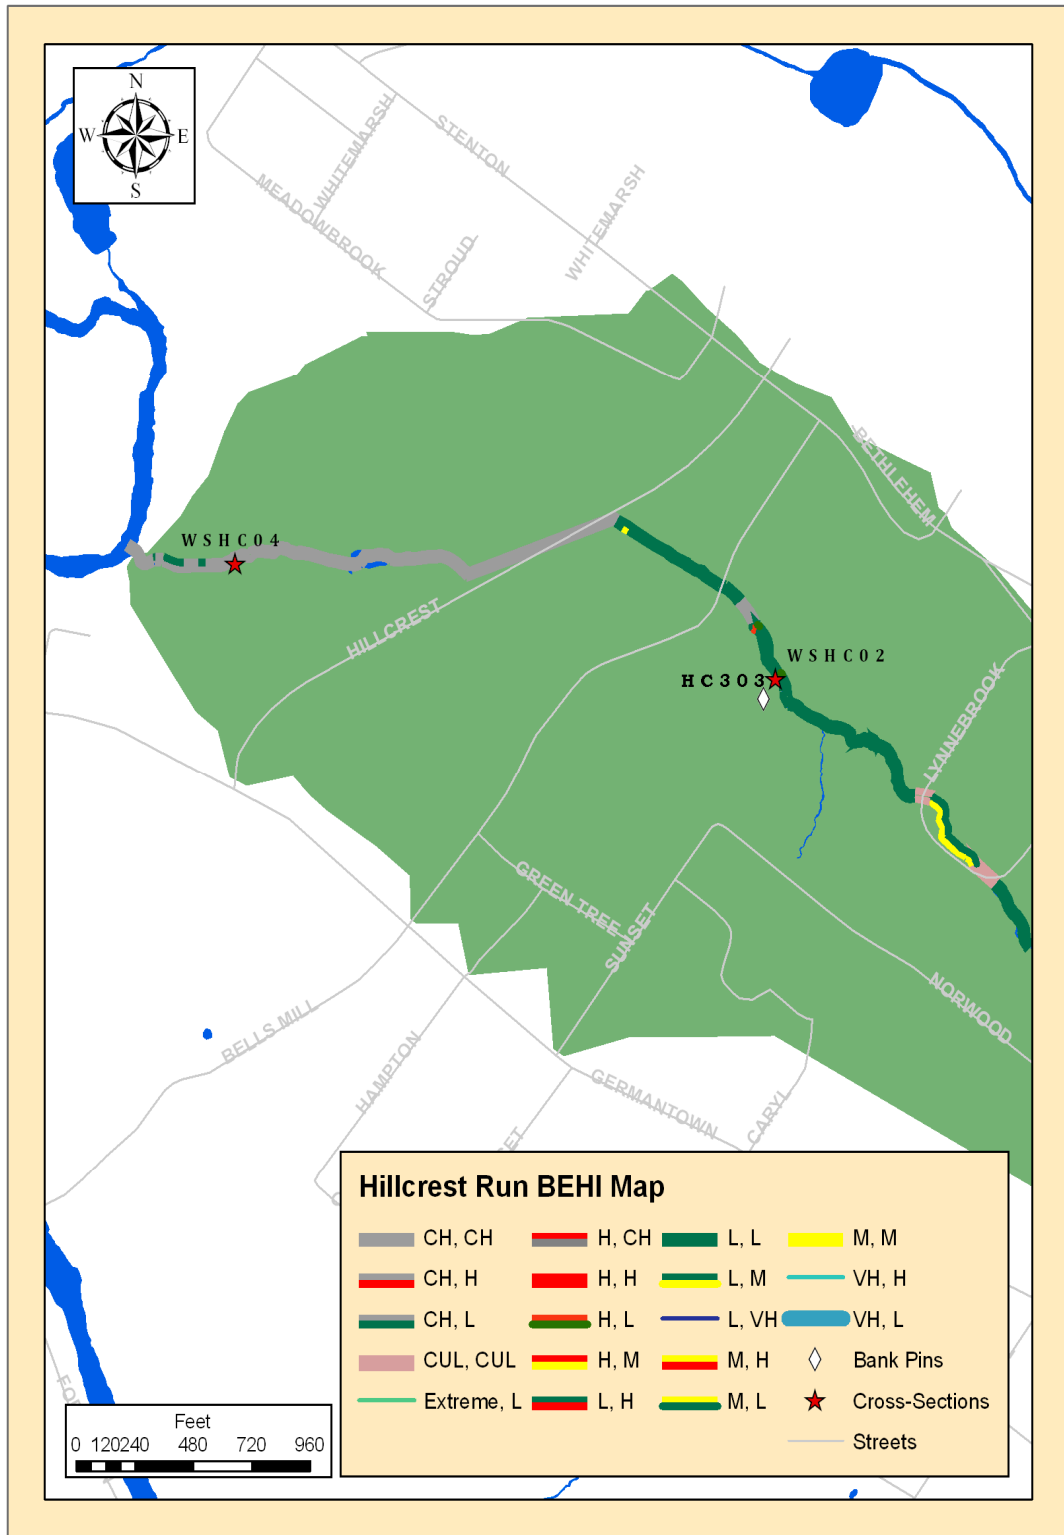 N
W E
S
WHITEMARSH
STENTON
MEADOWBROOK
STROUD
WHITEMARSH
BETHLEHEM
WSHC04
HILLCREST
WSHC02
HC303
LYNNEBROOK
GREEN TREE
SUNSET
NORWOOD
BELLS MILL
HAMPTON
GERMANTOWN
CARYL
Hillcrest Run BEHI Map
CH, CH H, CH L, L M, M
CH, H H, H L, M VH, H
CH, L H, L L, VH VH, L
CUL, CUL H, M M, H Bank Pins
Extreme, L L, H M, L Cross-Sections
Streets
Feet
0 120 240 480 720 960